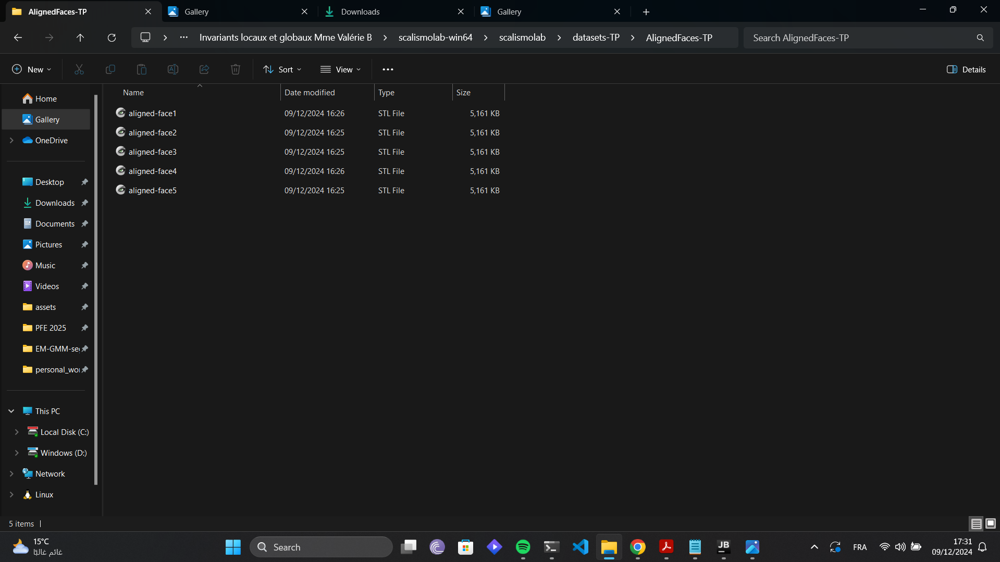 AlignedFaces-TP
Gallery
Downloads
Gallery
Invariants locaux et globaux Mme Valérie B
scalismolab-win64
scalismolab
datasets-TP
AlignedFaces-TP
Search AlignedFaces-TP
New
Sort
View
Details
Name Date modified Type Size
aligned-face1 09/12/2024 16:26 STL File 5,161 KB
aligned-face2 09/12/2024 16:25 STL File 5,161 KB
aligned-face3 09/12/2024 16:25 STL File 5,161 KB
aligned-face4 09/12/2024 16:26 STL File 5,161 KB
aligned-face5 09/12/2024 16:25 STL File 5,161 KB
Home
Gallery
OneDrive
Desktop
Downloads
Documents
Pictures
Music
Videos
assets
PFE 2025
EM-GMM-se
personal_wo
This PC
Local Disk (C:)
Windows (D:)
Network
Linux
5 items
15°C
غائم غالبًا
Search
JB
FRA
17:31
09/12/2024